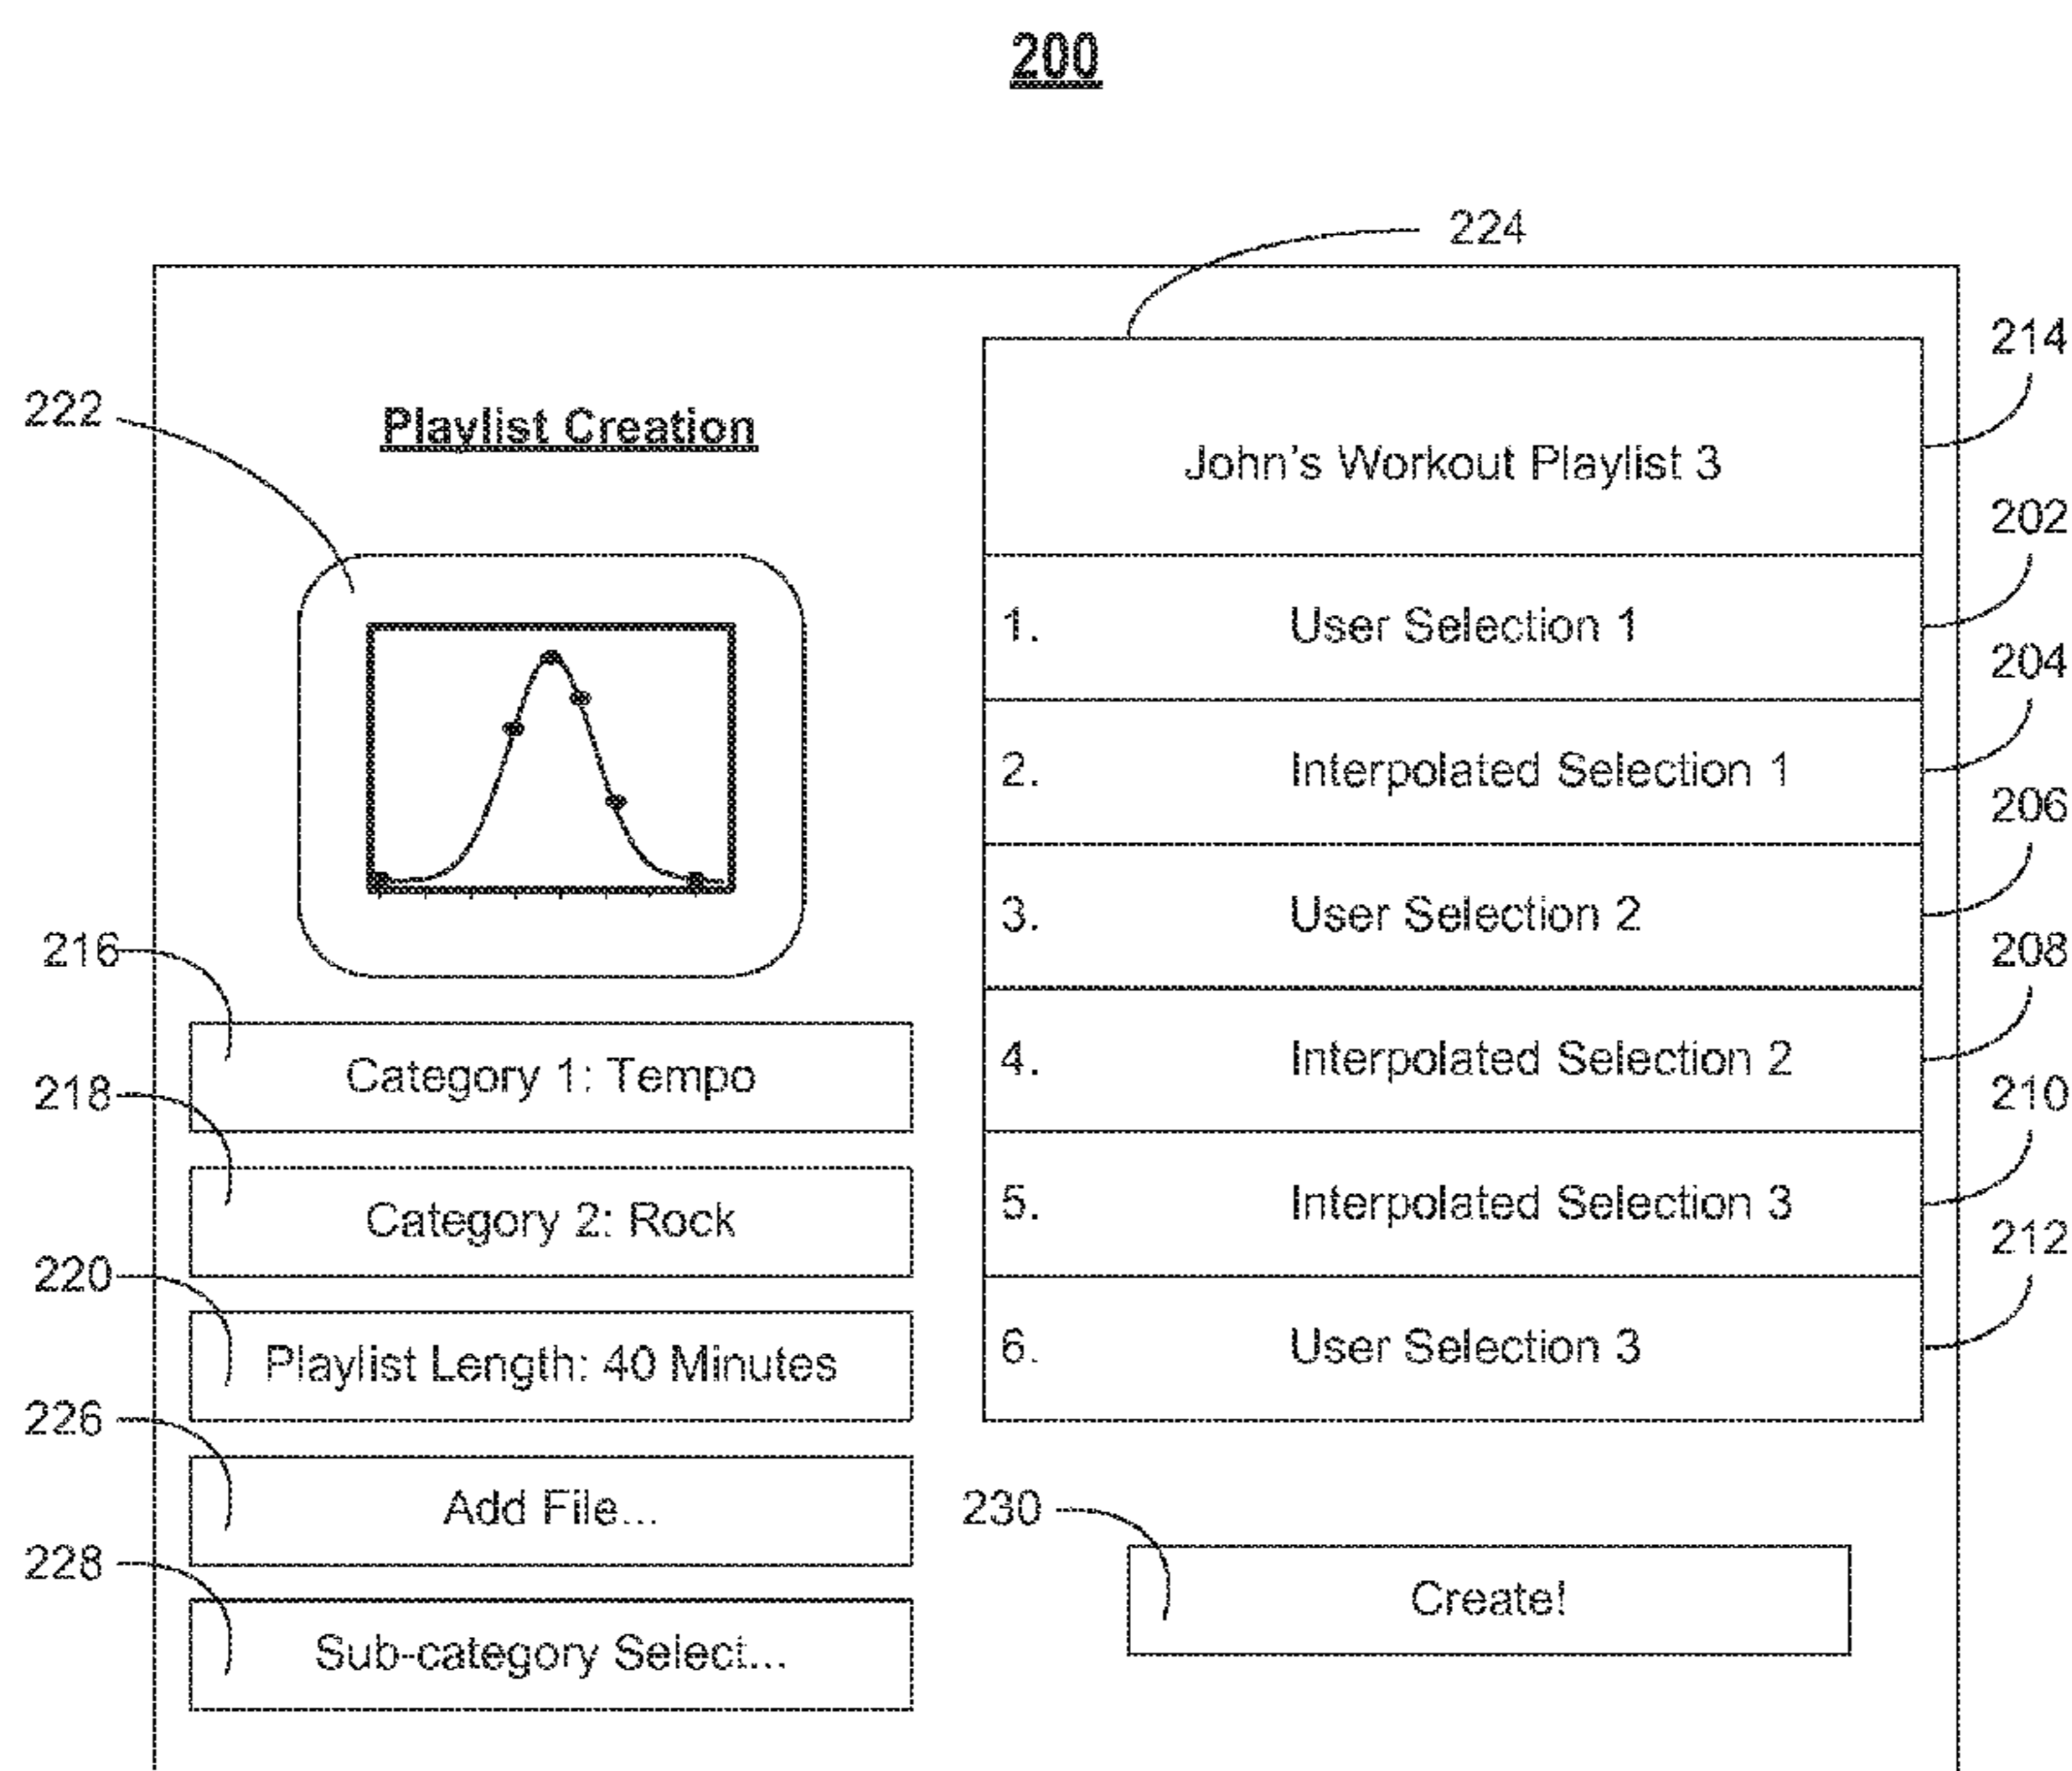 200
224
214
222
Playlist Creation
John's Workout Playlist 3
202
1. User Selection 1
204
2. Interpolated Selection 1
206
3. User Selection 2
216
208
Category 1: Tempo
4. Interpolated Selection 2
218
210
Category 2: Rock
5. Interpolated Selection 3
220
212
Playlist Length: 40 Minutes
6. User Selection 3
226
Add File...
230
228
Create!
Sub-category Select...